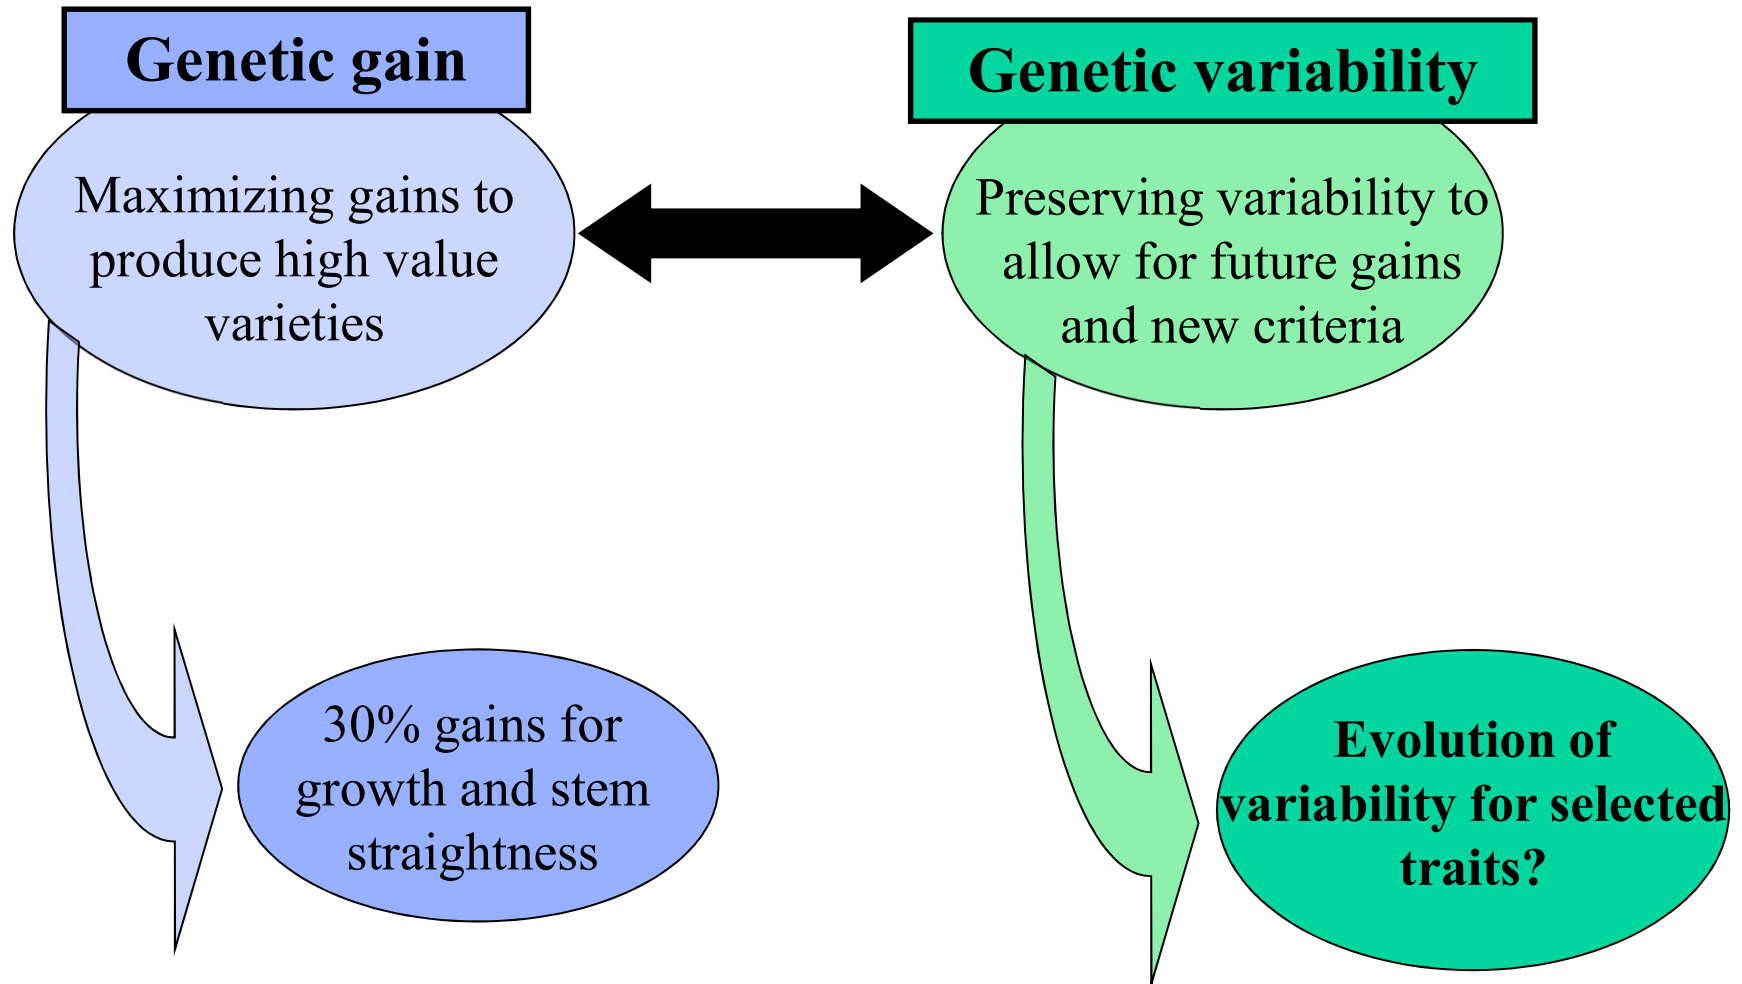 Genetic gain
Maximizing gains to
produce high value
varieties
30% gains for
growth and stem
straightness
Genetic variability
Preserving variability to
allow for future gains
and new criteria
Evolution of
variability for selected
traits?